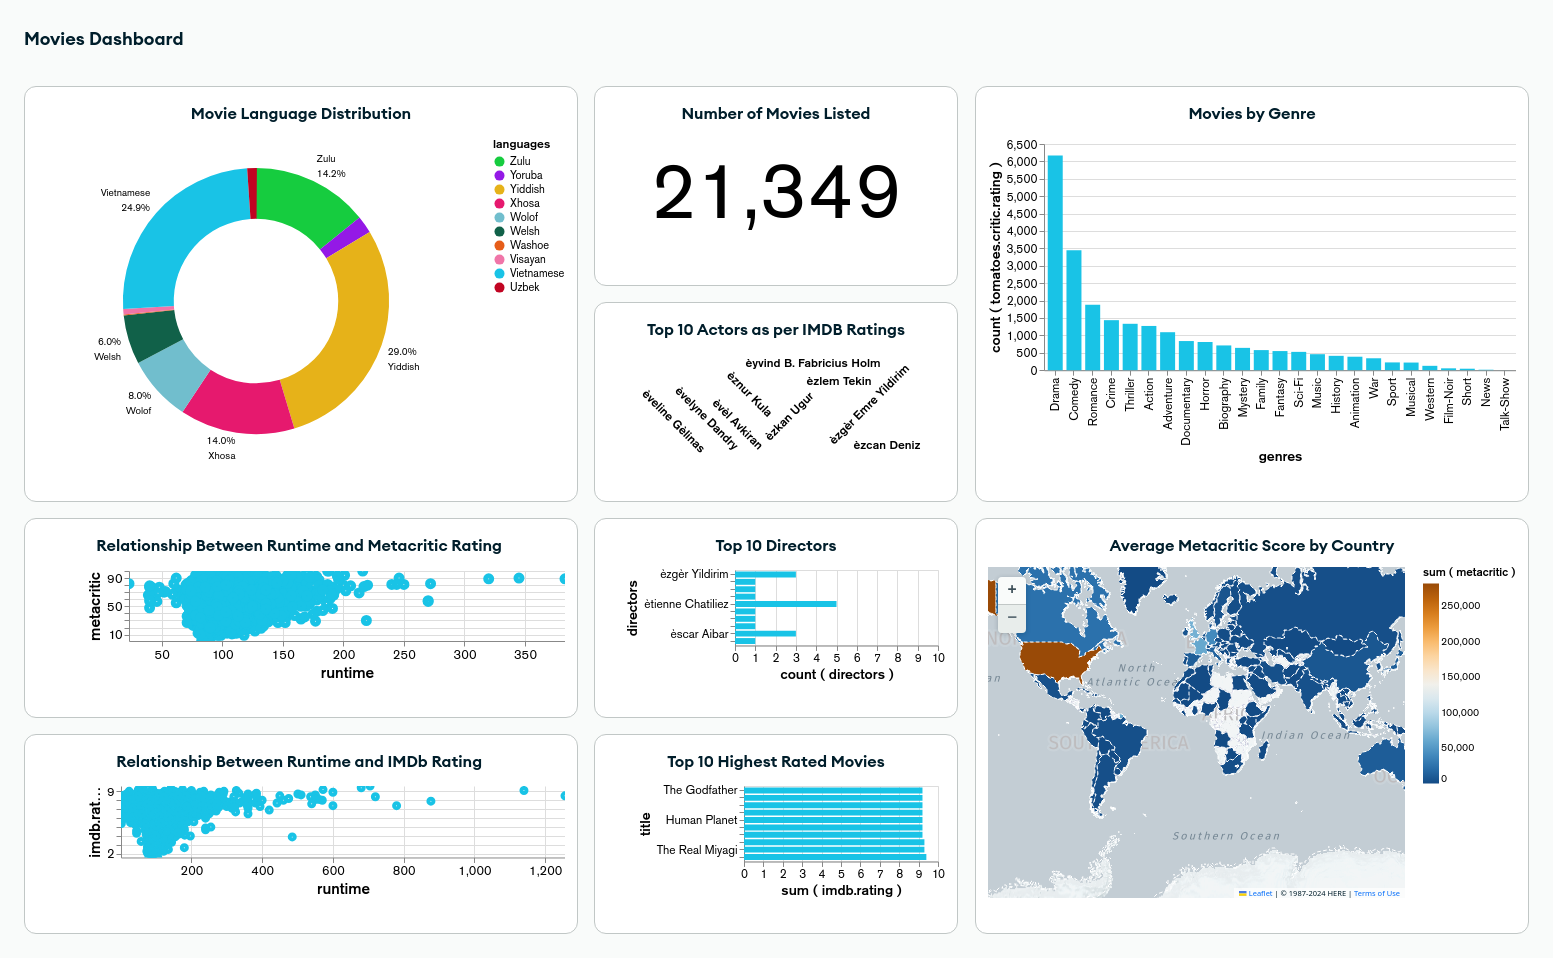 Movies Dashboard
Movie Language Distribution
languages
Zulu
Yoruba
Yiddish
Xhosa
Wolof
Welsh
Washoe
Visayan
Vietnamese
Uzbek
Zulu
14.2%
Vietnamese
24.9%
6.0%
Welsh
8.0%
Wolof
14.0%
Xhosa
29.0%
Yiddish
Number of Movies Listed
21,349
Top 10 Actors as per IMDB Ratings
èyvind B. Fabricius Holm
èzlem Tekin
èznur Kula
èzgèr Emre Yildirim
èveline Gèlinas
èvelyne Dandry
èvèl Avkiran
èzkan Ugur
èzcan Deniz
Movies by Genre
count ( tomatoes.critic.rating )
6,500
6,000
5,500
5,000
4,500
4,000
3,500
3,000
2,500
2,000
1,500
1,000
500
0
Drama
Comedy
Romance
Crime
Thriller
Action
Adventure
Documentary
Horror
Biography
Mystery
Family
Fantasy
Sci-Fi
Music
History
Animation
War
Sport
Musical
Western
Film-Noir
Short
News
Talk-Show
genres
Relationship Between Runtime and Metacritic Rating
metacritic
90
50
10
50 100 150 200 250 300 350
runtime
Top 10 Directors
directors
èzgèr Yildirim
ètienne Chatiliez
èscar Aibar
0 1 2 3 4 5 6 7 8 9 10
count ( directors )
Average Metacritic Score by Country
+
−
North
Atlantic Ocea
Indian Ocean
Southern Ocean
an
Leaflet | © 1987-2024 HERE | Terms of Use
sum ( metacritic )
250,000
200,000
150,000
100,000
50,000
0
Relationship Between Runtime and IMDb Rating
imdb.rat…
9
2
200 400 600 800 1,000 1,200
runtime
Top 10 Highest Rated Movies
title
The Godfather
Human Planet
The Real Miyagi
0 1 2 3 4 5 6 7 8 9 10
sum ( imdb.rating )